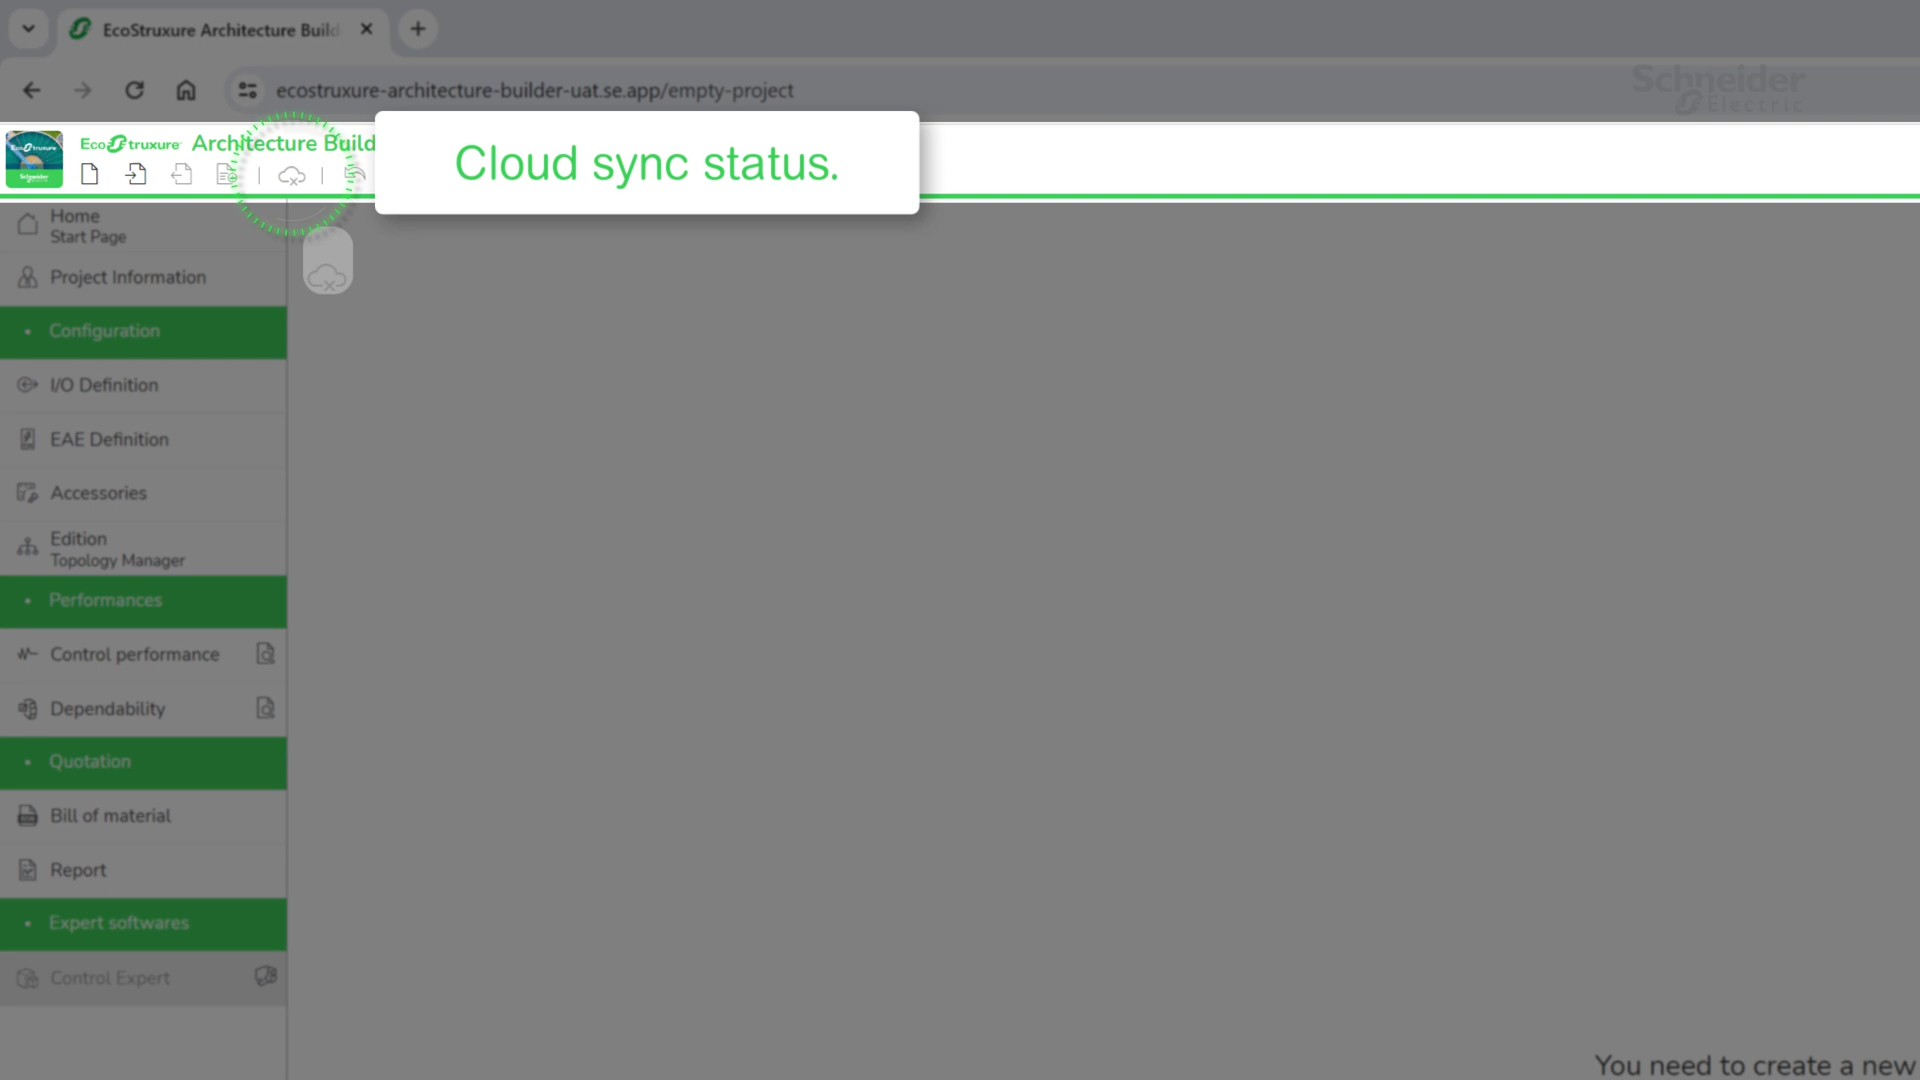 EcoStruxure Architecture Build
ecostruxure-architecture-builder-uat.se.app/empty-project
Schneider
Electric
EcoStruxure Architecture Build
Cloud sync status.
Home
Start Page
Project Information
Configuration
I/O Definition
EAE Definition
Accessories
Edition
Topology Manager
Performances
Control performance
Dependability
Quotation
Bill of material
Report
Expert softwares
Control Expert
You need to create a new